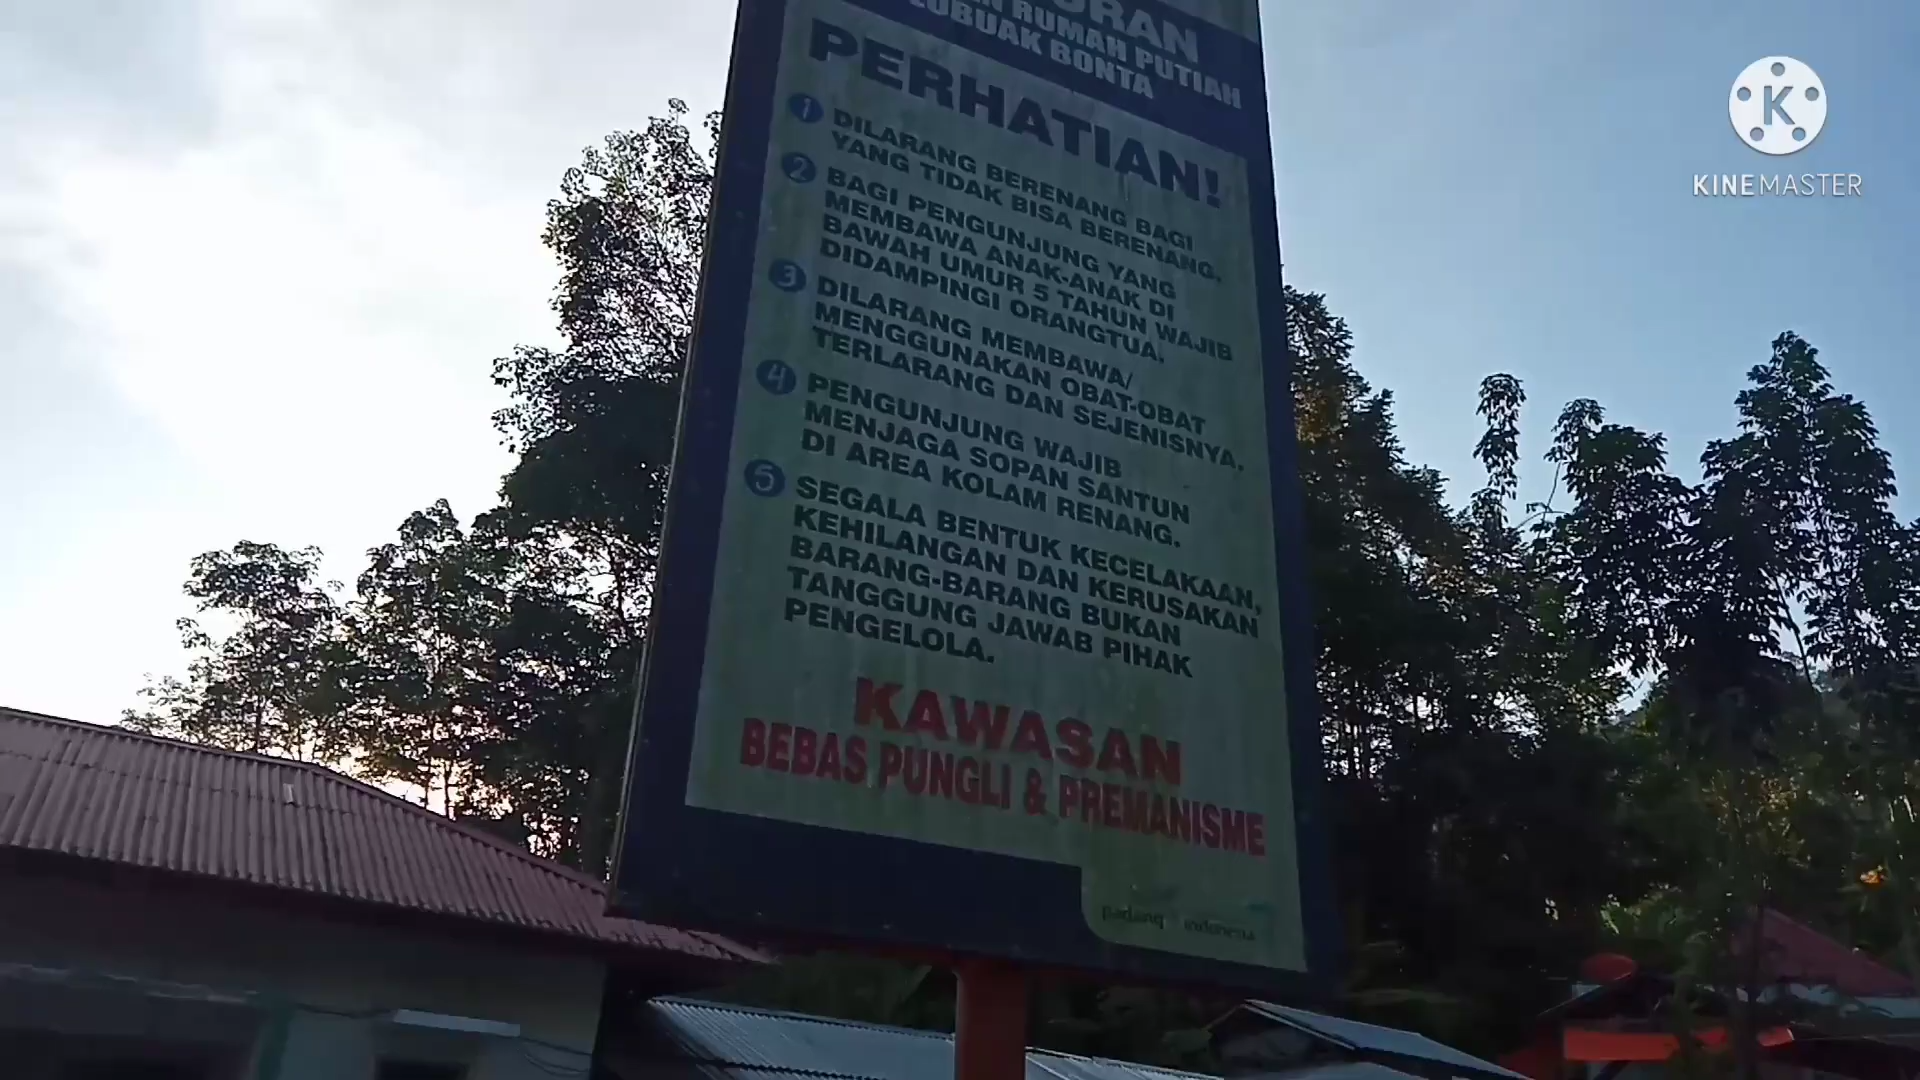 RUMAH PUTIAH
LUBUAK BONTA
PERHATIAN!
1 DILARANG BERENANG BAGI
YANG TIDAK BISA BERENANG.
2 BAGI PENGUNJUNG YANG
MEMBAWA ANAK-ANAK DI
BAWAH UMUR 5 TAHUN WAJIB
DIDAMPINGI ORANGTUA.
3 DILARANG MEMBAWA/
MENGGUNAKAN OBAT-OBAT
TERLARANG DAN SEJENISNYA.
4 PENGUNJUNG WAJIB
MENJAGA SOPAN SANTUN
DI AREA KOLAM RENANG.
5 SEGALA BENTUK KECELAKAAN,
KEHILANGAN DAN KERUSAKAN
BARANG-BARANG BUKAN
TANGGUNG JAWAB PIHAK
PENGELOLA.
KAWASAN
BEBAS PUNGLI & PREMANISME
padang indonesia
K
KINEMASTER